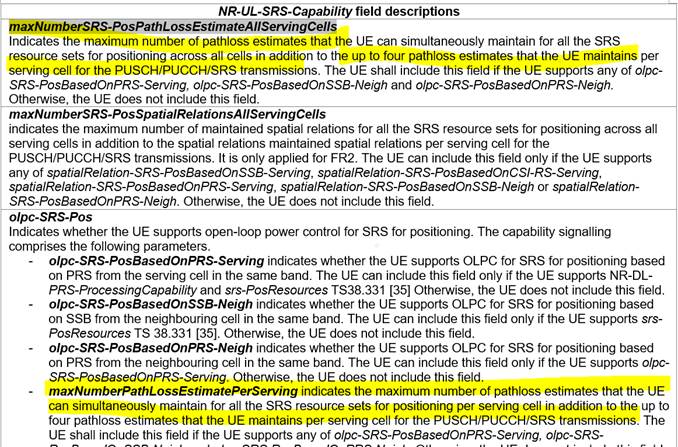 NR-UL-SRS-Capability field descriptions
maxNumberSRS-PosPathLossEstimateAllServingCells
Indicates the maximum number of pathloss estimates that the UE can simultaneously maintain for all the SRS
resource sets for positioning across all cells in addition to the up to four pathloss estimates that the UE maintains per
serving cell for the PUSCH/PUCCH/SRS transmissions. The UE shall include this field if the UE supports any of olpc-
SRS-PosBasedOnPRS-Serving, olpc-SRS-PosBasedOnSSB-Neigh and olpc-SRS-PosBasedOnPRS-Neigh.
Otherwise, the UE does not include this field.
maxNumberSRS-PosSpatialRelationsAllServingCells
indicates the maximum number of maintained spatial relations for all the SRS resource sets for positioning across all
serving cells in addition to the spatial relations maintained spatial relations per serving cell for the
PUSCH/PUCCH/SRS transmissions. It is only applied for FR2. The UE can include this field only if the UE supports
any of spatialRelation-SRS-PosBasedOnSSB-Serving, spatialRelation-SRS-PosBasedOnCSI-RS-Serving,
spatialRelation-SRS-PosBasedOnPRS-Serving, spatialRelation-SRS-PosBasedOnSSB-Neigh or spatialRelation-
SRS-PosBasedOnPRS-Neigh. Otherwise, the UE does not include this field.
olpc-SRS-Pos
Indicates whether the UE supports open-loop power control for SRS for positioning. The capability signalling
comprises the following parameters.
- olpc-SRS-PosBasedOnPRS-Serving indicates whether the UE supports OLPC for SRS for positioning based
on PRS from the serving cell in the same band. The UE can include this field only if the UE supports NR-DL-
PRS-ProcessingCapability and srs-PosResources TS38.331 [35] Otherwise, the UE does not include this field.
- olpc-SRS-PosBasedOnSSB-Neigh indicates whether the UE supports OLPC for SRS for positioning based
on SSB from the neighbouring cell in the same band. The UE can include this field only if the UE supports srs-
PosResources TS 38.331 [35]. Otherwise, the UE does not include this field.
- olpc-SRS-PosBasedOnPRS-Neigh indicates whether the UE supports OLPC for SRS for positioning based
on PRS from the neighbouring cell in the same band. The UE can include this field only if the UE supports olpc-
SRS-PosBasedOnPRS-Serving. Otherwise, the UE does not include this field.
- maxNumberPathLossEstimatePerServing indicates the maximum number of pathloss estimates that the UE
can simultaneously maintain for all the SRS resource sets for positioning per serving cell in addition to the up to
four pathloss estimates that the UE maintains per serving cell for the PUSCH/PUCCH/SRS transmissions. The
UE shall include this field if the UE supports any of olpc-SRS-PosBasedOnPRS-Serving, olpc-SRS-